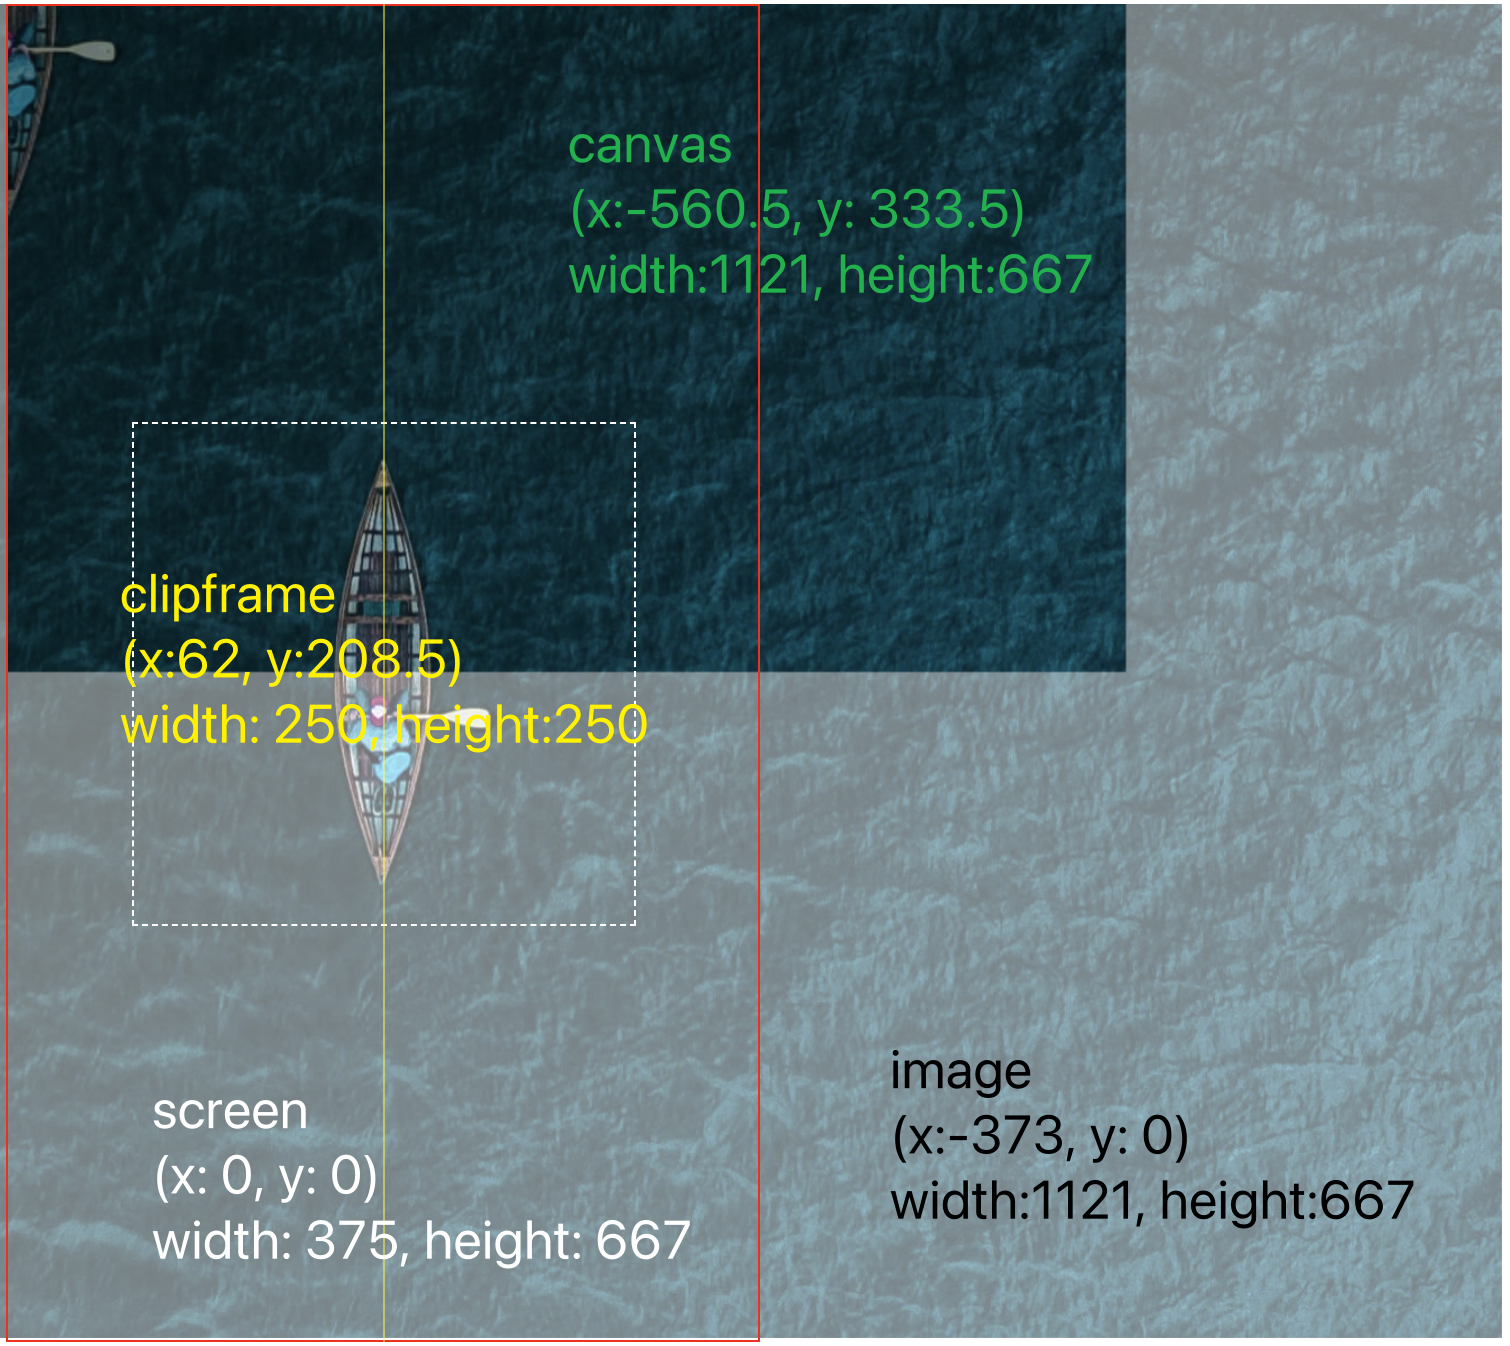 canvas
(x:-560.5, y: 333.5)
width:1121, height:667
clipframe
(x:62, y:208.5)
width: 250, height:250
image
(x:-373, y: 0)
width:1121, height:667
screen
(x: 0, y: 0)
width: 375, height: 667